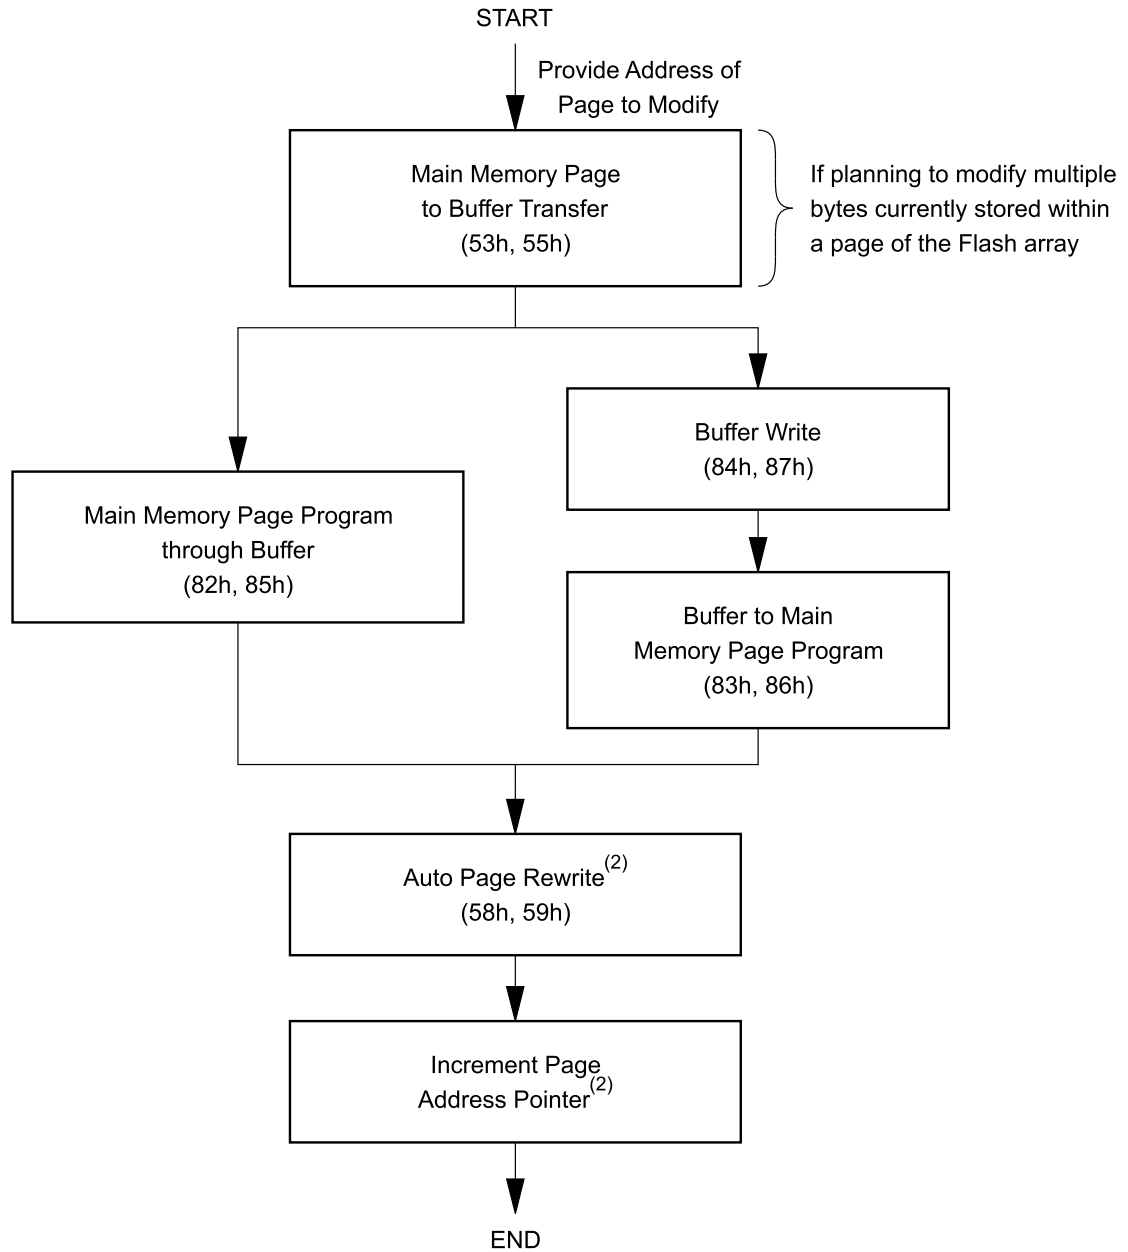 START
Provide Address of
Page to Modify
Main Memory Page
to Buffer Transfer
(53h, 55h)
If planning to modify multiple
bytes currently stored within
a page of the Flash array
Buffer Write
(84h, 87h)
Main Memory Page Program
through Buffer
(82h, 85h)
Buffer to Main
Memory Page Program
(83h, 86h)
Auto Page Rewrite(2)
(58h, 59h)
Increment Page
Address Pointer(2)
END